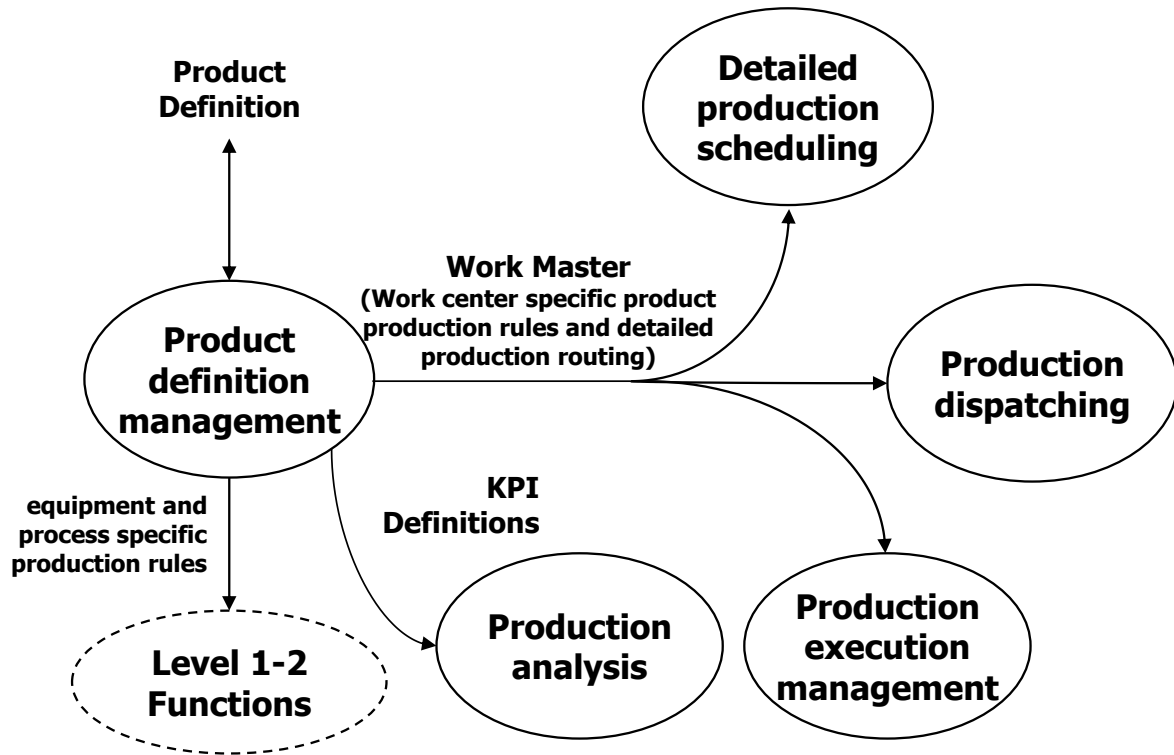 Product
Definition
Detailed
production
scheduling
Work Master
(Work center specific product
production rules and detailed
production routing)
Product
definition
management
Production
dispatching
equipment and
process specific
production rules
KPI
Definitions
Level 1-2
Functions
Production
analysis
Production
execution
management